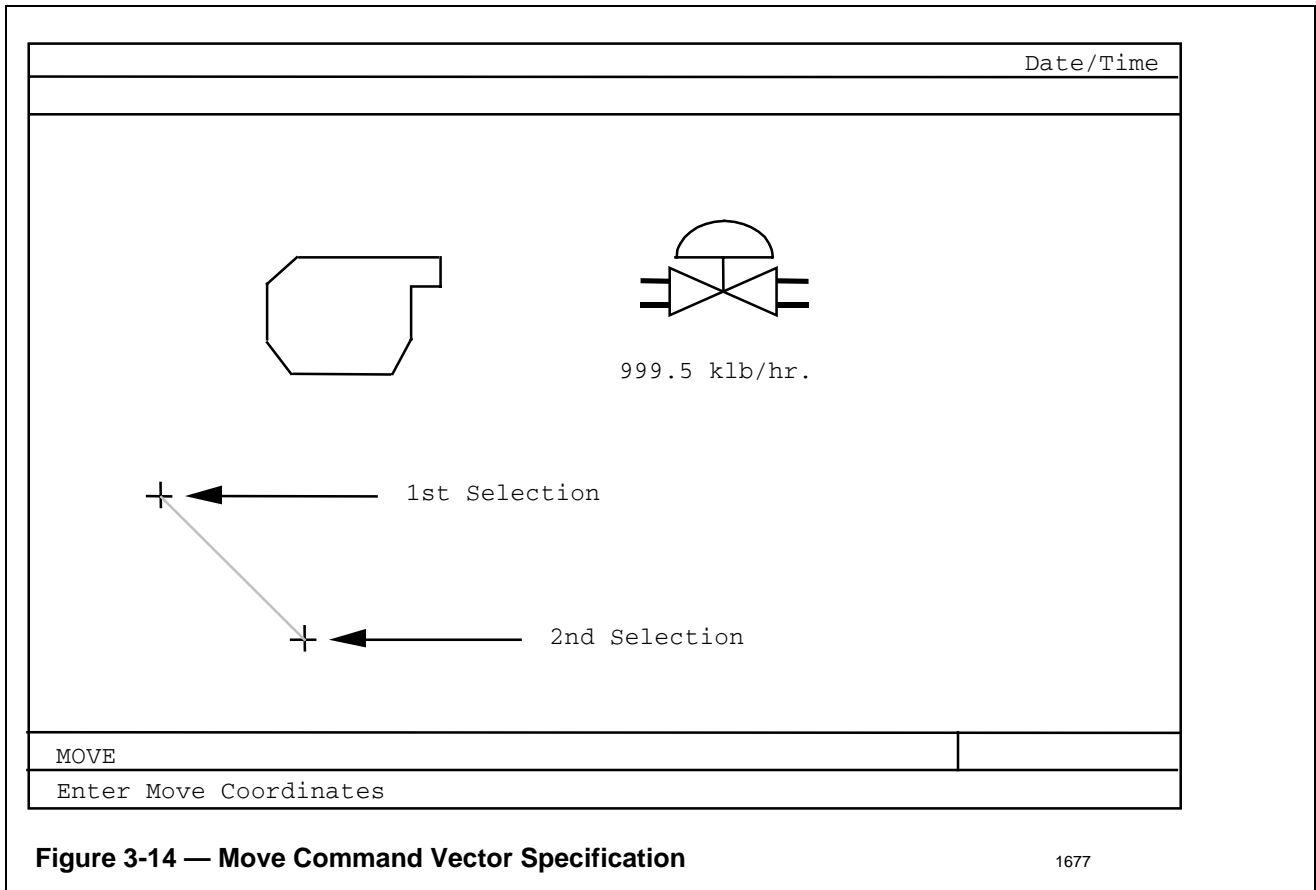 Date/Time
999.5 klb/hr.
1st Selection
2nd Selection
MOVE
Enter Move Coordinates
Figure 3-14 — Move Command Vector Specification
1677